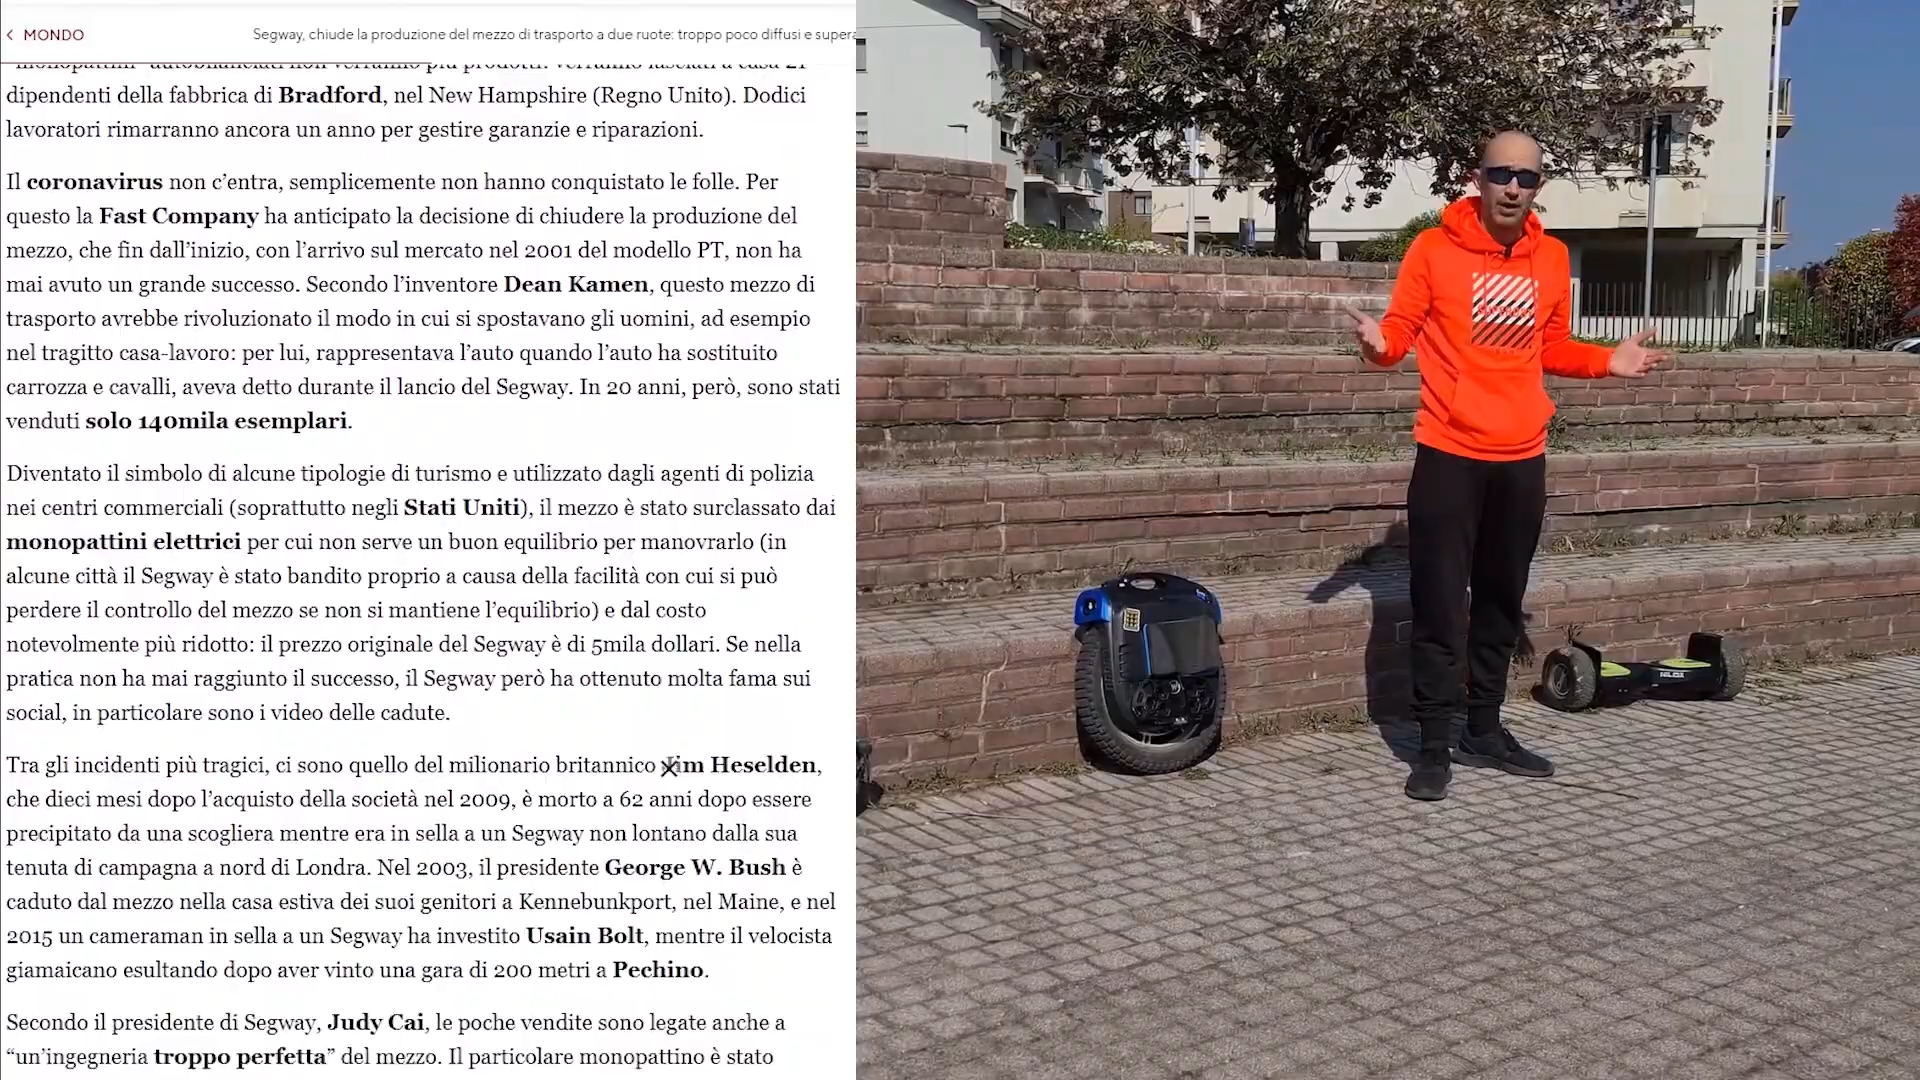 MONDO
Segway, chiude la produzione del mezzo di trasporto a due ruote: troppo poco diffusi e supera
"monopattini" autobilanciati non verranno più prodotti. Verranno lasciati a casa 21
dipendenti della fabbrica di Bradford, nel New Hampshire (Regno Unito). Dodici
lavoratori rimarranno ancora un anno per gestire garanzie e riparazioni.
Il coronavirus non c'entra, semplicemente non hanno conquistato le folle. Per
questo la Fast Company ha anticipato la decisione di chiudere la produzione del
mezzo, che fin dall'inizio, con l'arrivo sul mercato nel 2001 del modello PT, non ha
mai avuto un grande successo. Secondo l'inventore Dean Kamen, questo mezzo di
trasporto avrebbe rivoluzionato il modo in cui si spostavano gli uomini, ad esempio
nel tragitto casa-lavoro: per lui, rappresentava l'auto quando l'auto ha sostituito
carrozza e cavalli, aveva detto durante il lancio del Segway. In 20 anni, però, sono stati
venduti solo 140mila esemplari.
Diventato il simbolo di alcune tipologie di turismo e utilizzato dagli agenti di polizia
nei centri commerciali (soprattutto negli Stati Uniti), il mezzo è stato surclassato dai
monopattini elettrici per cui non serve un buon equilibrio per manovrarlo (in
alcune città il Segway è stato bandito proprio a causa della facilità con cui si può
perdere il controllo del mezzo se non si mantiene l'equilibrio) e dal costo
notevolmente più ridotto: il prezzo originale del Segway è di 5mila dollari. Se nella
pratica non ha mai raggiunto il successo, il Segway però ha ottenuto molta fama sui
social, in particolare sono i video delle cadute.
Tra gli incidenti più tragici, ci sono quello del milionario britannico Jim Heselden,
che dieci mesi dopo l'acquisto della società nel 2009, è morto a 62 anni dopo essere
precipitato da una scogliera mentre era in sella a un Segway non lontano dalla sua
tenuta di campagna a nord di Londra. Nel 2003, il presidente George W. Bush è
caduto dal mezzo nella casa estiva dei suoi genitori a Kennebunkport, nel Maine, e nel
2015 un cameraman in sella a un Segway ha investito Usain Bolt, mentre il velocista
giamaicano esultando dopo aver vinto una gara di 200 metri a Pechino.
Secondo il presidente di Segway, Judy Cai, le poche vendite sono legate anche a
“un'ingegneria troppo perfetta” del mezzo. Il particolare monopattino è stato
NILOX